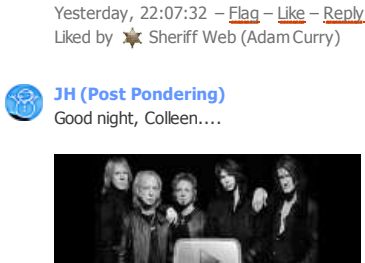 Yesterday, 22:07:32 – Flag – Like – Reply
Liked by Sheriff Web (Adam Curry)
JH (Post Pondering)
Good night, Colleen....